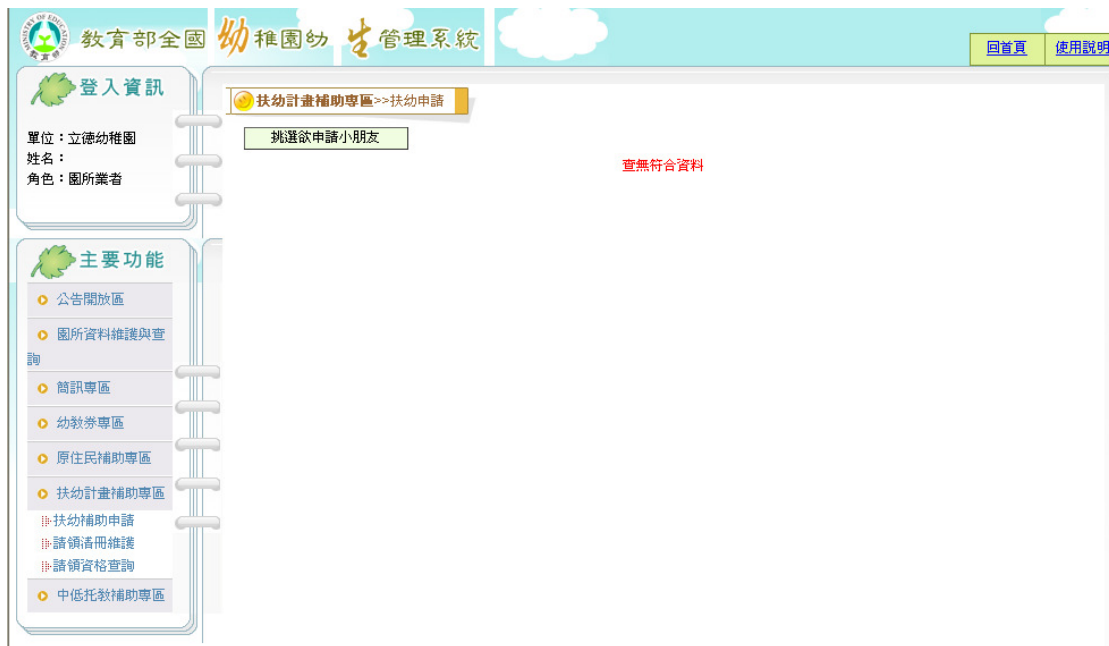 教育部全國幼稚園幼生管理系統
回首頁
使用說明
登入資訊
單位：立德幼稚園
姓名：
角色：園所業者
扶幼計畫補助專區>>扶幼申請
挑選欲申請小朋友
查無符合資料
主要功能
公告開放區
園所資料維護與查
詢
簡訊專區
幼教券專區
原住民補助專區
扶幼計畫補助專區
扶幼補助申請
請領清冊維護
請領資格查詢
中低托教補助專區